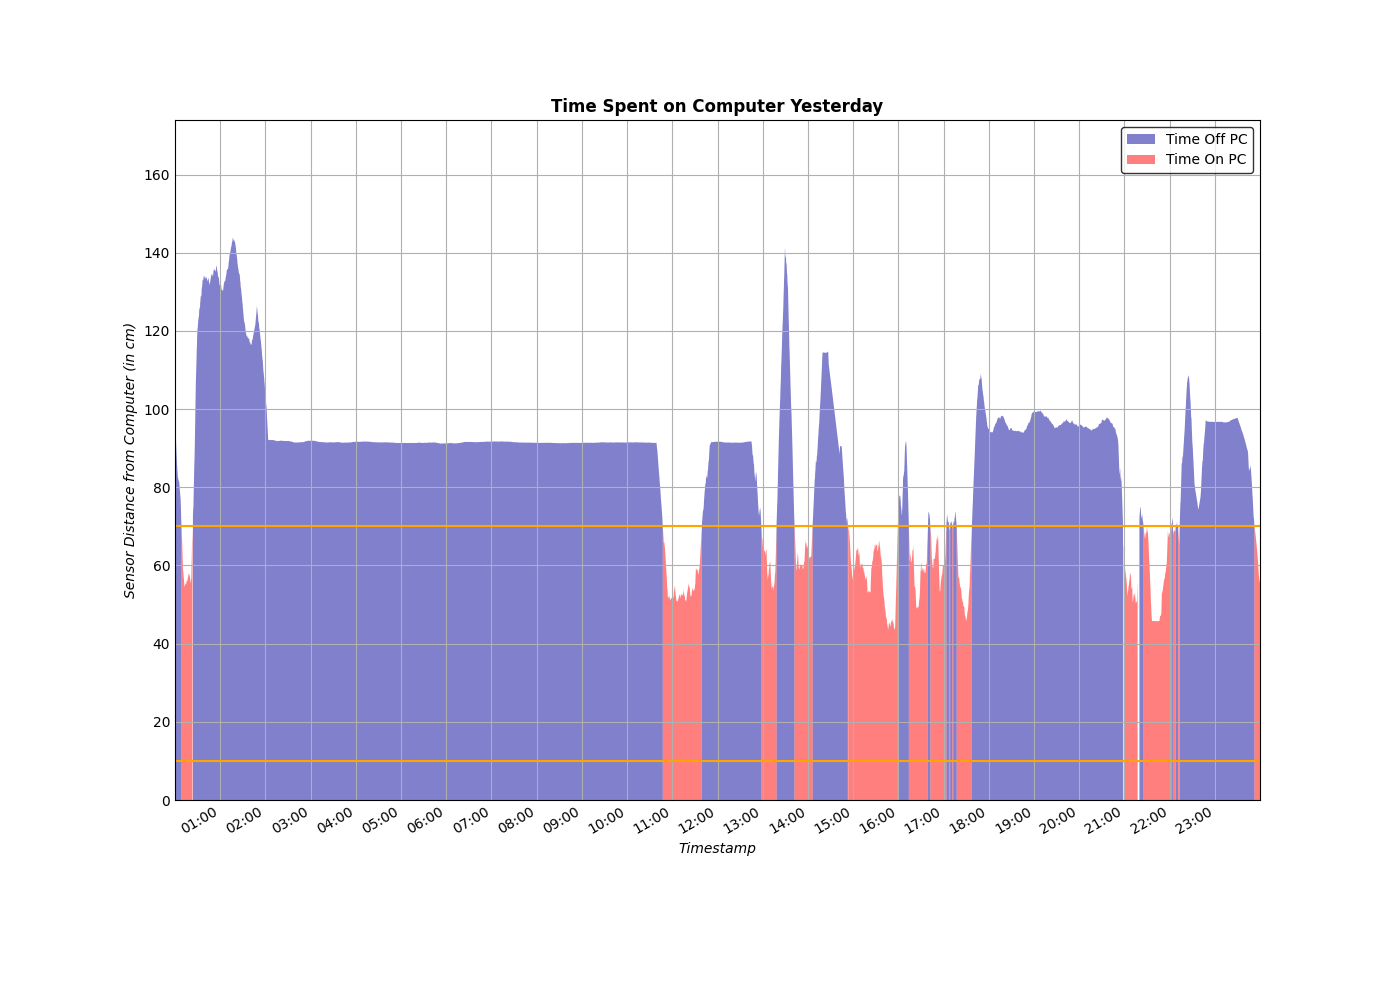 Time Spent on Computer Yesterday
Time Off PC
Time On PC
Sensor Distance from Computer (in cm)
160
140
120
100
80
60
40
20
0
01:00 02:00 03:00 04:00 05:00 06:00 07:00 08:00 09:00 10:00 11:00 12:00 13:00 14:00 15:00 16:00 17:00 18:00 19:00 20:00 21:00 22:00 23:00
Timestamp